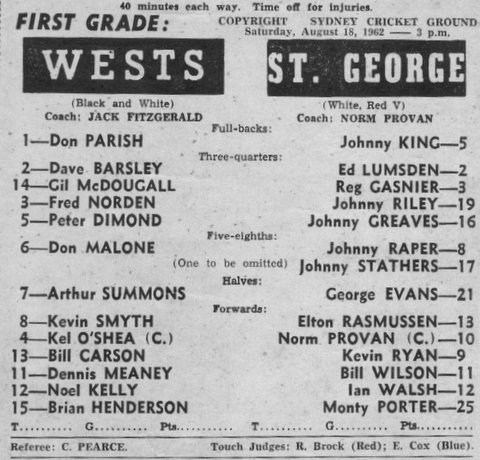 40 minutes each way. Time off for injuries.
FIRST GRADE: COPYRIGHT SYDNEY CRICKET GROUND
Saturday, August 18, 1962 — 3 p.m.
WESTS ST. GEORGE
(Black and White) (White, Red V)
Coach: JACK FITZGERALD Coach: NORM PROVAN
Full-backs:
1—Don PARISH Johnny KING—5
Three-quarters:
2—Dave BARSLEY Ed LUMSDEN—2
14—Gil McDOUGALL Reg GASNIER—3
3—Fred NORDEN Johnny RILEY—19
5—Peter DIMOND Johnny GREAVES—16
Five-eighths:
6—Don MALONE Johnny RAPER—8
(One to be omitted) Johnny STATHERS—17
Halves:
7—Arthur SUMMONS George EVANS—21
Forwards:
8—Kevin SMYTH Elton RASMUSSEN—13
4—Kel O'SHEA (C.) Norm PROVAN (C.)—10
13—Bill CARSON Kevin RYAN—9
11—Dennis MEANEY Bill WILSON—11
12—Noel KELLY Ian WALSH—12
15—Brian HENDERSON Monty PORTER—25
T.......... G.......... Pts........... T.......... G.......... Pts...........
Referee: C. PEARCE. Touch Judges: R. Brock (Red); E. Cox (Blue).